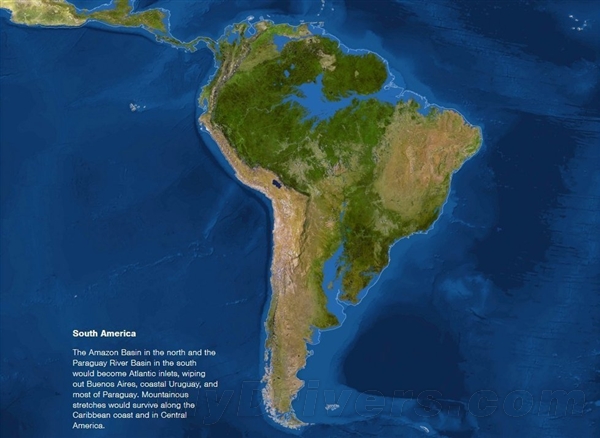 South America
The Amazon Basin in the north and the
Paraguay River Basin in the south
would become Atlantic inlets, wiping
out Buenos Aires, coastal Uruguay, and
most of Paraguay. Mountainous
stretches would survive along the
Caribbean coast and in Central
America.